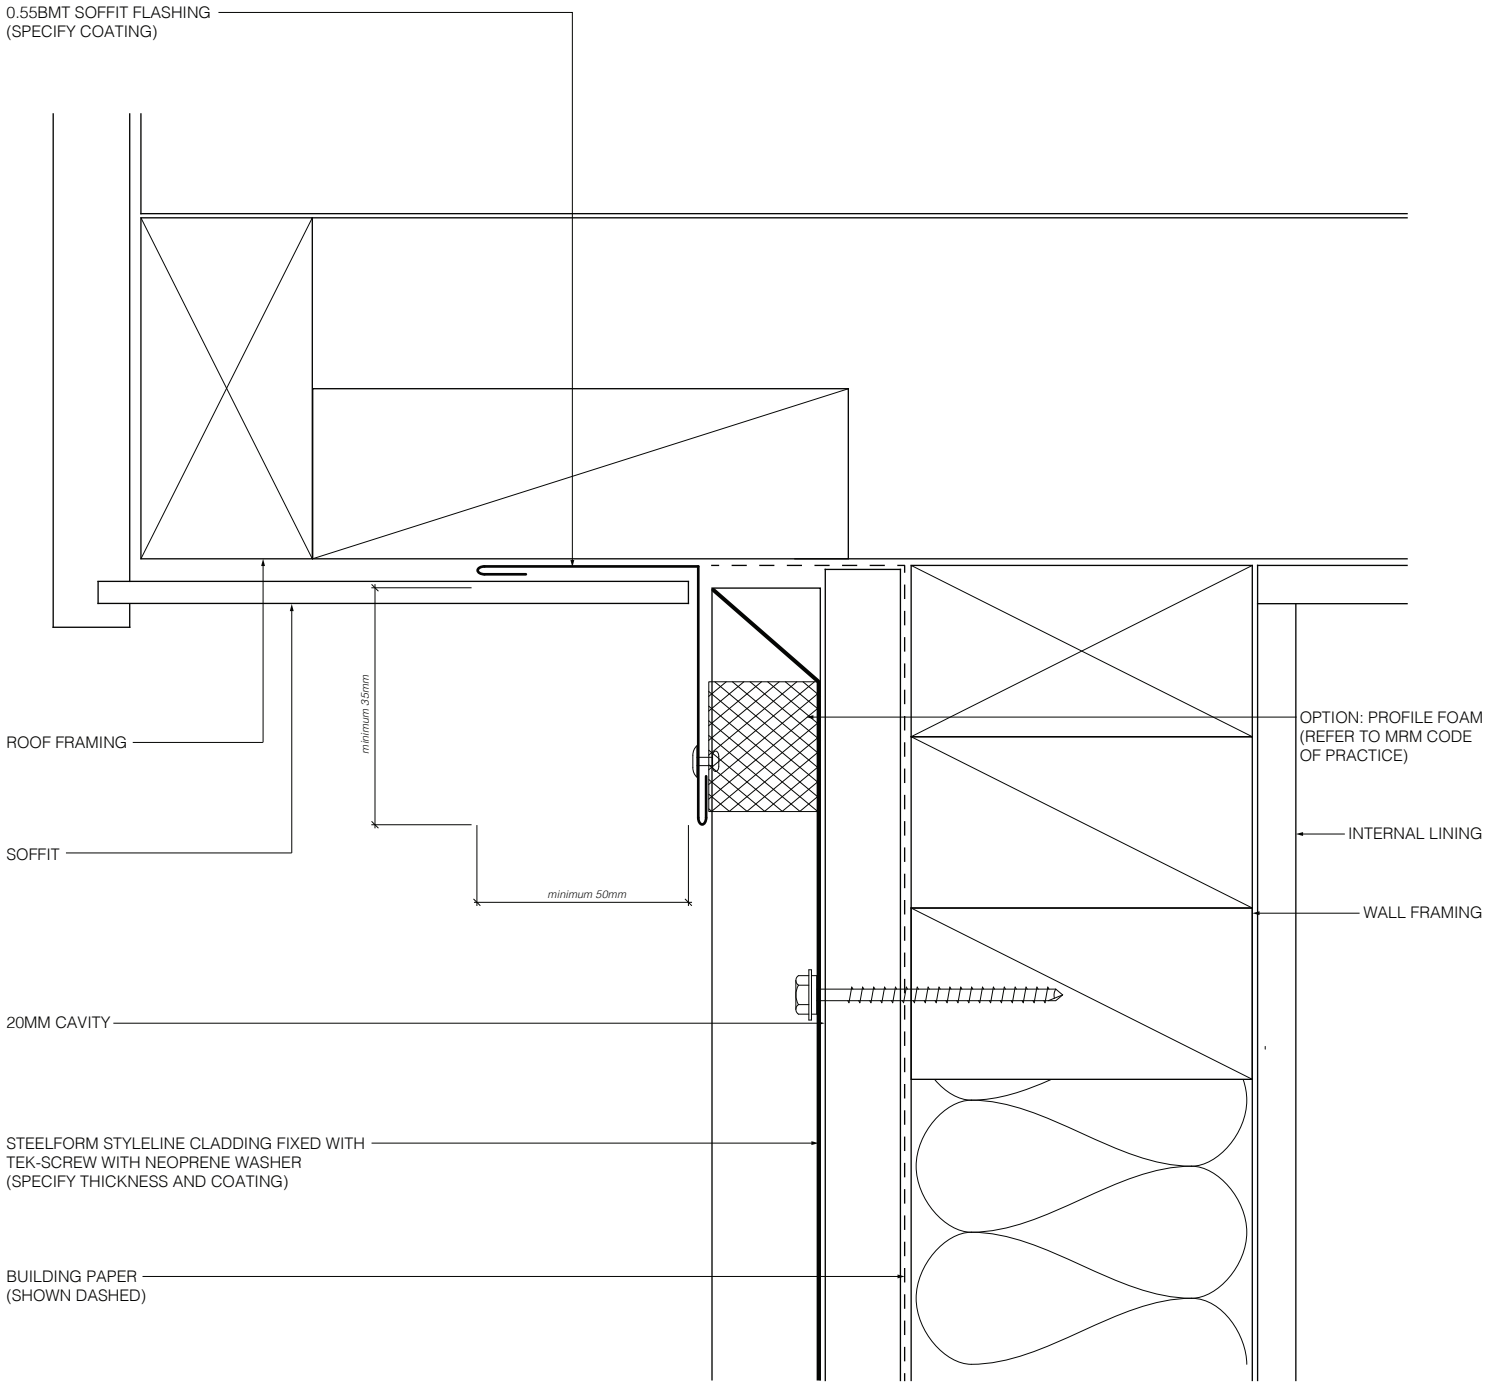 0.55BMT SOFFIT FLASHING
(SPECIFY COATING)
minimum 35mm
OPTION: PROFILE FOAM
(REFER TO MRM CODE
OF PRACTICE)
ROOF FRAMING
INTERNAL LINING
SOFFIT
minimum 50mm
WALL FRAMING
20MM CAVITY
STEELFORM STYLELINE CLADDING FIXED WITH
TEK-SCREW WITH NEOPRENE WASHER
(SPECIFY THICKNESS AND COATING)
BUILDING PAPER
(SHOWN DASHED)